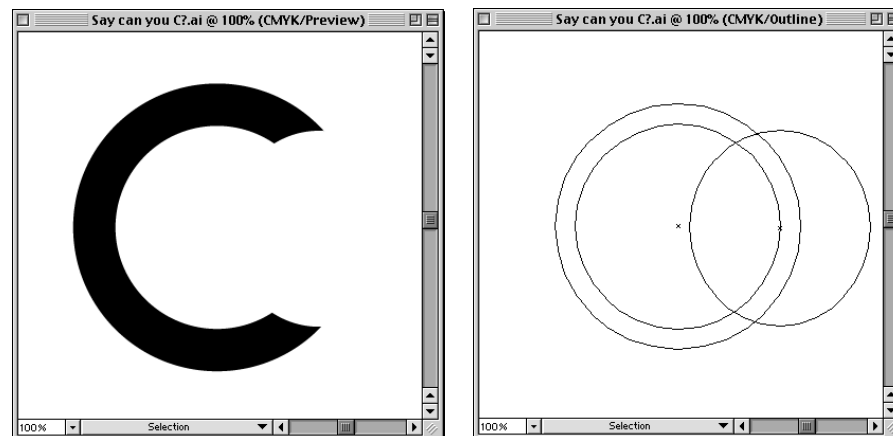 Say can you C?.ai @ 100% (CMYK/Preview)
Say can you C?.ai @ 100% (CMYK/Outline)
C
100%
Selection
100%
Selection